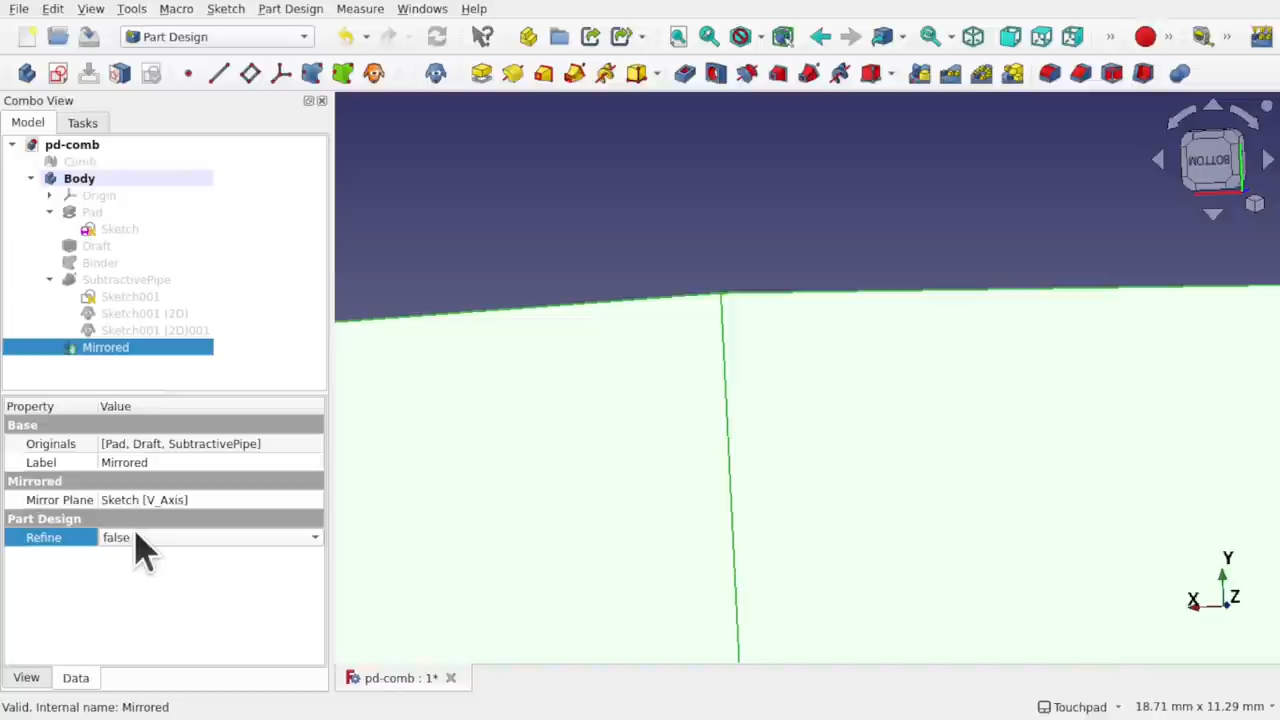 File Edit View Tools Macro Sketch Part Design Measure Windows Help
Part Design
Combo View
Model Tasks
pd-comb
Comb
Body
Origin
Pad
Sketch
Draft
Binder
SubtractivePipe
Sketch001
Sketch001 (2D)
Sketch001 (2D)001
Mirrored
Property Value
Base
Originals [Pad, Draft, SubtractivePipe]
Label Mirrored
Mirrored
Mirror Plane Sketch [V_Axis]
Part Design
Refine false
View Data
BOTTOM
Y
X Z
pd-comb : 1*
Valid, Internal name: Mirrored
Touchpad 18.71 mm x 11.29 mm